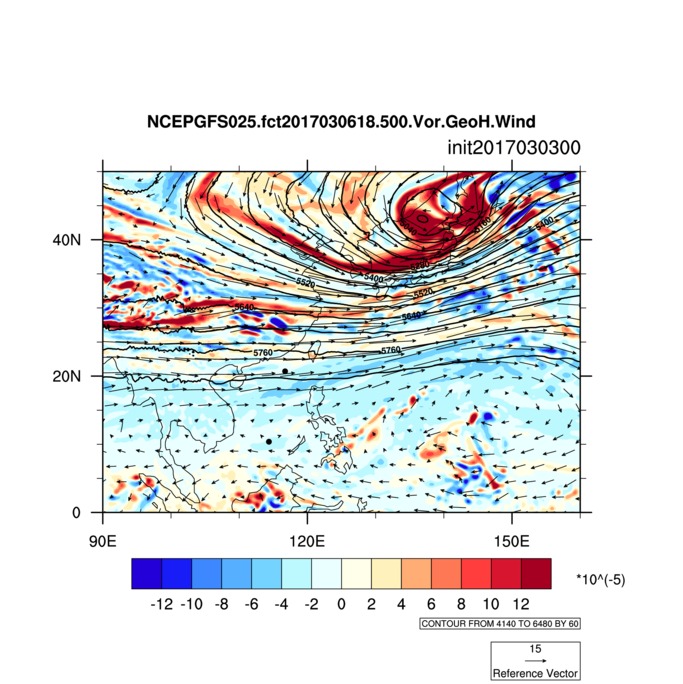 NCEPGFS025.fct2017030618.500.Vor.GeoH.Wind
init2017030300
5400
5280
5400
5520
5520
5640
5640
5760
5760
40N
20N
0
90E 120E 150E
-12 -10 -8 -6 -4 -2 0 2 4 6 8 10 12
*10^(-5)
CONTOUR FROM 4140 TO 6480 BY 60
15
Reference Vector